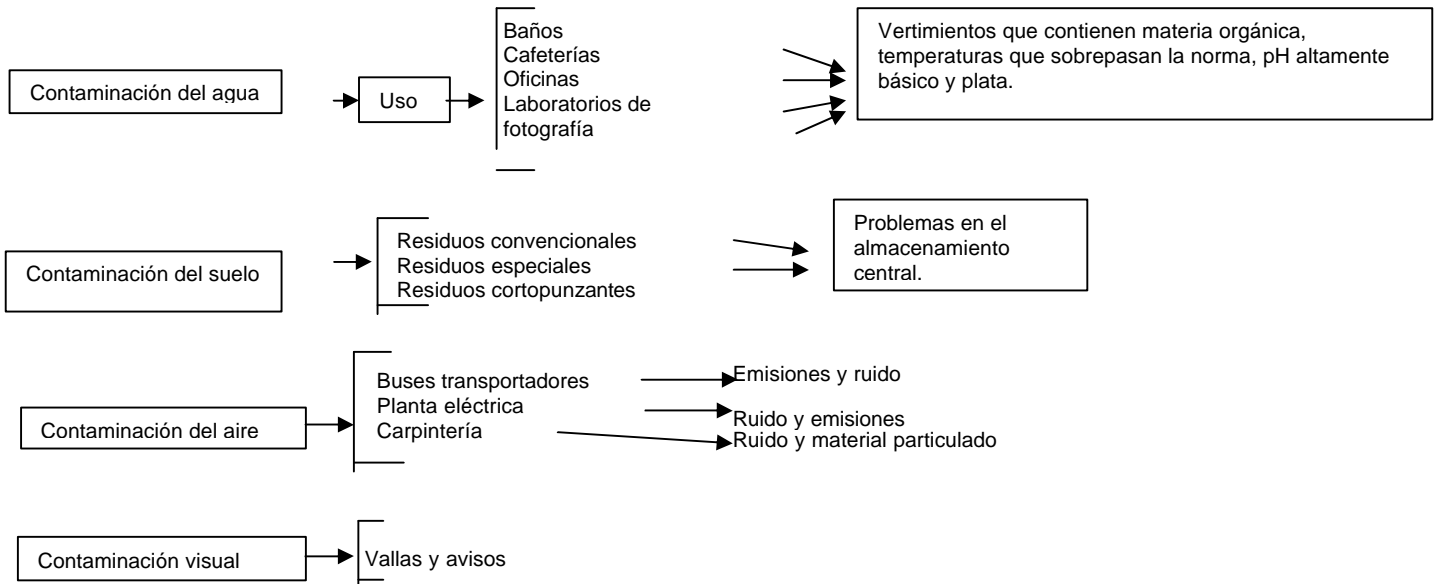 Contaminación del agua
Uso
Baños
Cafeterías
Oficinas
Laboratorios de
fotografía
Vertimientos que contienen materia orgánica,
temperaturas que sobrepasan la norma, pH altamente
básico y plata.
Contaminación del suelo
Residuos convencionales
Residuos especiales
Residuos cortopunzantes
Problemas en el
almacenamiento
central.
Contaminación del aire
Buses transportadores
Planta eléctrica
Carpintería
Emisiones y ruido
Ruido y emisiones
Ruido y material particulado
Contaminación visual
Vallas y avisos